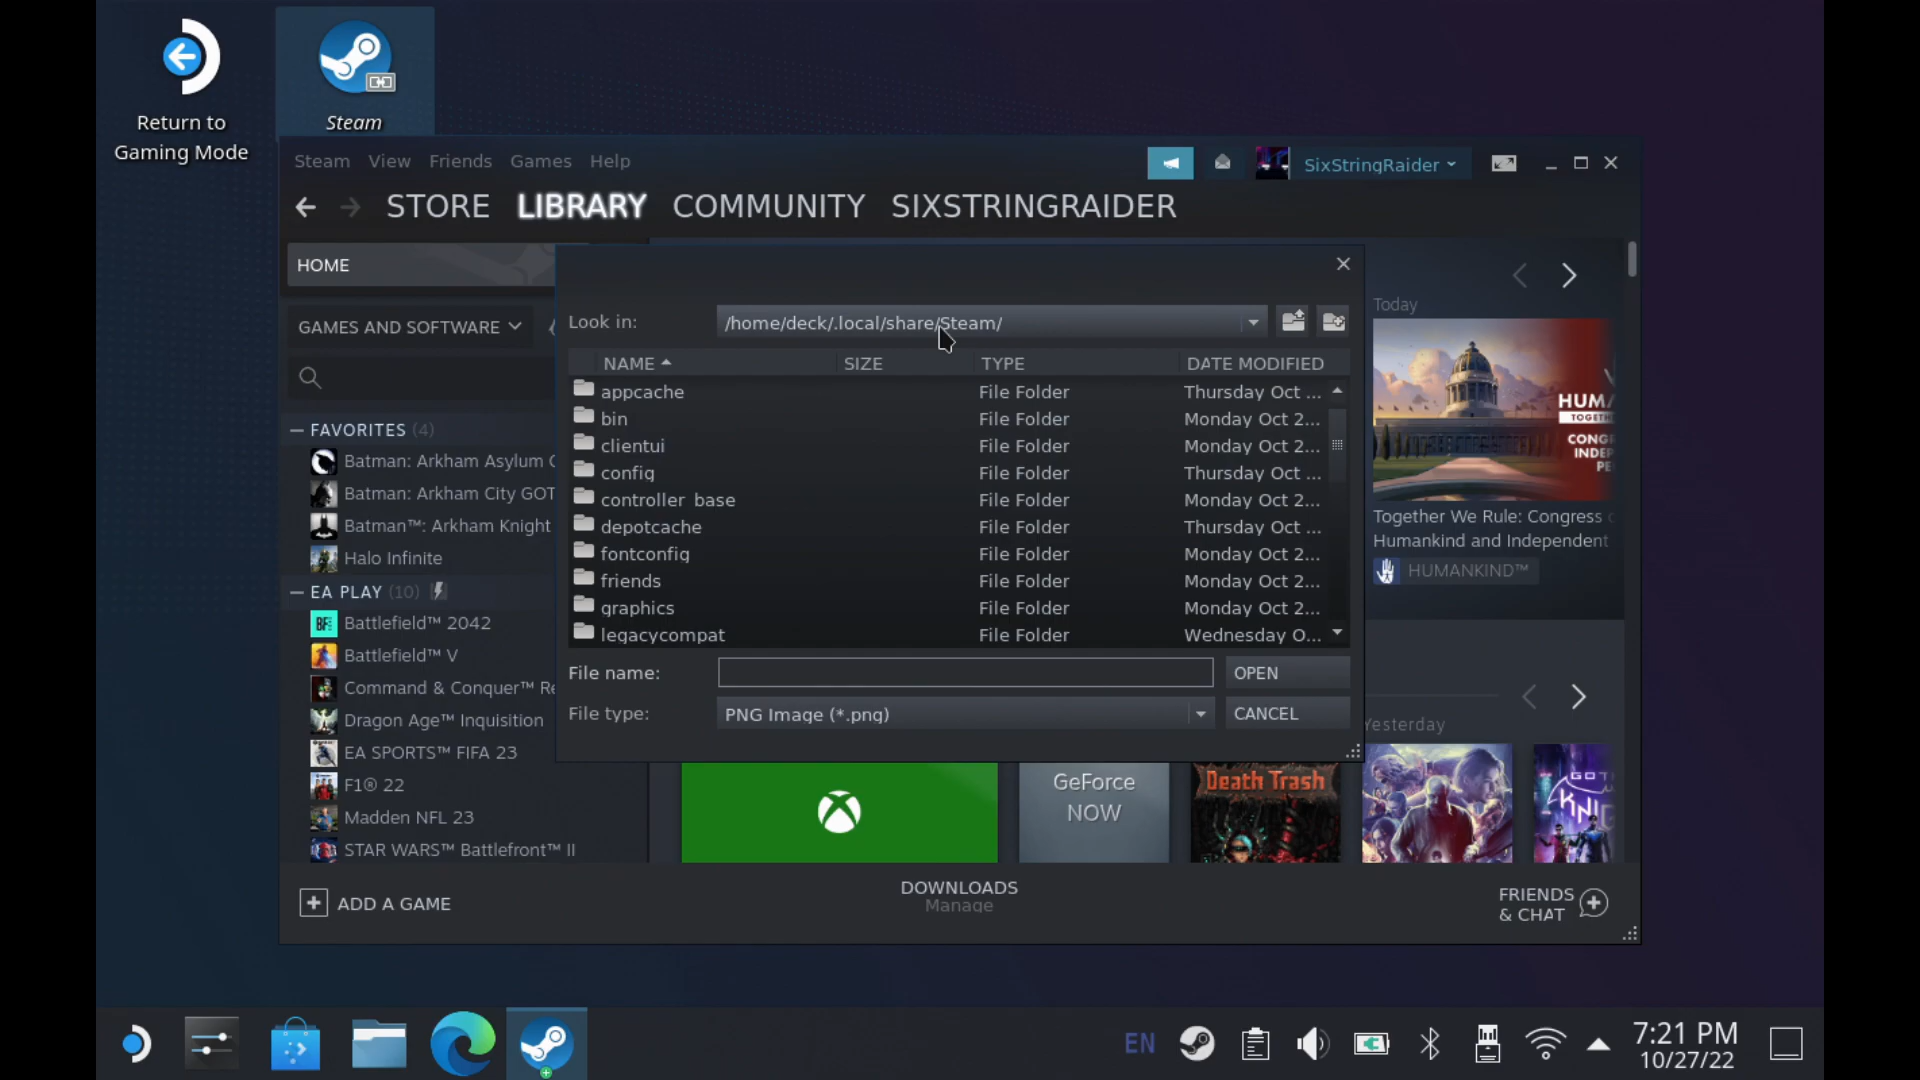 Return to
Gaming Mode
Steam
Steam View Friends Games Help
SixStringRaider
STORE LIBRARY COMMUNITY SIXSTRINGRAIDER
HOME
GAMES AND SOFTWARE
FAVORITES (4)
Batman: Arkham Asylum
Batman: Arkham City GOT
Batman™: Arkham Knight
Halo Infinite
EA PLAY (10)
Battlefield™ 2042
Battlefield™ V
Command & Conquer™ Re
Dragon Age™ Inquisition
EA SPORTS™ FIFA 23
F1® 22
Madden NFL 23
STAR WARS™ Battlefront™ II
Look in: /home/deck/.local/share/Steam/
NAME SIZE TYPE DATE MODIFIED
appcache File Folder Thursday Oct ...
bin File Folder Monday Oct 2...
clientui File Folder Monday Oct 2...
config File Folder Thursday Oct ...
controller_base File Folder Monday Oct 2...
depotcache File Folder Thursday Oct ...
fontconfig File Folder Monday Oct 2...
friends File Folder Monday Oct 2...
graphics File Folder Monday Oct 2...
legacycompat File Folder Wednesday O...
File name: OPEN
File type: PNG Image (*.png) CANCEL
Today
TOGETH
CONG
INDEP
PE
Together We Rule: Congress
Humankind and Independent
HUMANKIND™
Yesterday
GeForce
NOW
Death Trash
GOT
KNI
ADD A GAME
DOWNLOADS
Manage
FRIENDS
& CHAT
EN
7:21 PM
10/27/22